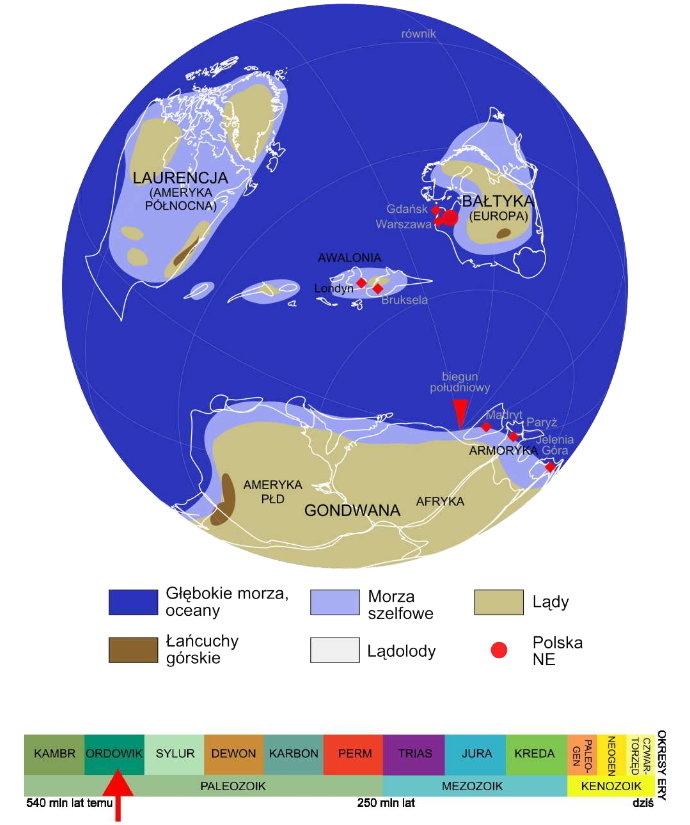 równik
LAURENCJA
(AMERYKA
PÓŁNOCNA)
BAŁTYKA
(EUROPA)
Gdańsk
Warszawa
AWALONIA
Londyn
Bruksela
biegun
południowy
Madryt
Paryż
Jelenia
Góra
ARMORYKA
AMERYKA
PŁD
GONDWANA
AFRYKA
Głębokie morza,
oceany
Morza
szelfowe
Lądy
Łańcuchy
górskie
Lądolody
Polska
NE
KAMBR
ORDOWIK
SYLUR
DEWON
KARBON
PERM
TRIAS
JURA
KREDA
PALEO-
GEN
NEOGEN
CZWAR-
TORZĘD
OKRESY
ERY
PALEOZOIK
MEZOZOIK
KENOZOIK
540 mln lat temu
250 mln lat
dziś